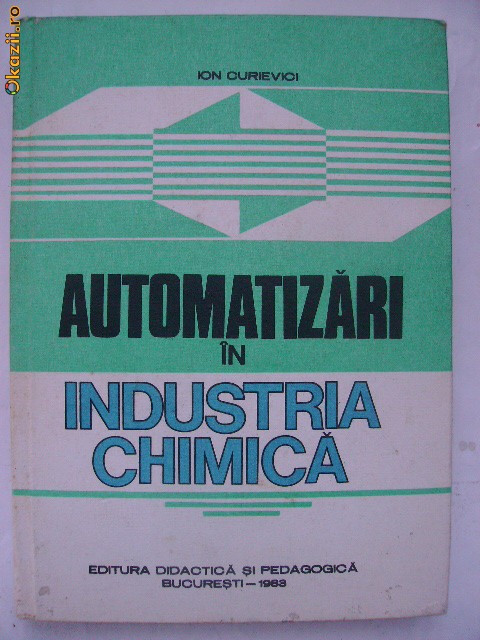 Okazii.ro
ION CURIEVICI
AUTOMATIZĂRI
ÎN
INDUSTRIA
CHIMICĂ
EDITURA DIDACTICĂ ȘI PEDAGOGICĂ
BUCUREȘTI – 1983